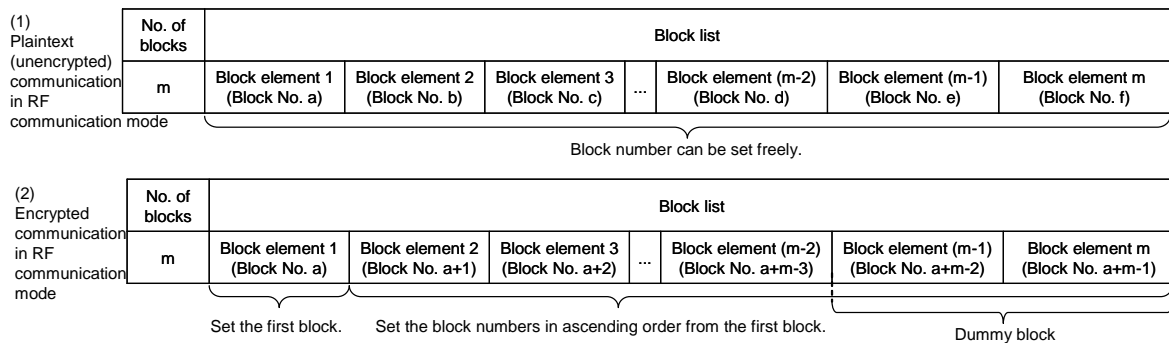 (1)
Plaintext
(unencrypted)
communication
in RF
communication mode
No. of
blocks
Block list
m
Block element 1
(Block No. a)
Block element 2
(Block No. b)
Block element 3
(Block No. c)
...
Block element (m-2)
(Block No. d)
Block element (m-1)
(Block No. e)
Block element m
(Block No. f)
Block number can be set freely.
(2)
Encrypted
communication
in RF
communication
mode
No. of
blocks
Block list
m
Block element 1
(Block No. a)
Block element 2
(Block No. a+1)
Block element 3
(Block No. a+2)
...
Block element (m-2)
(Block No. a+m-3)
Block element (m-1)
(Block No. a+m-2)
Block element m
(Block No. a+m-1)
Set the first block.
Set the block numbers in ascending order from the first block.
Dummy block